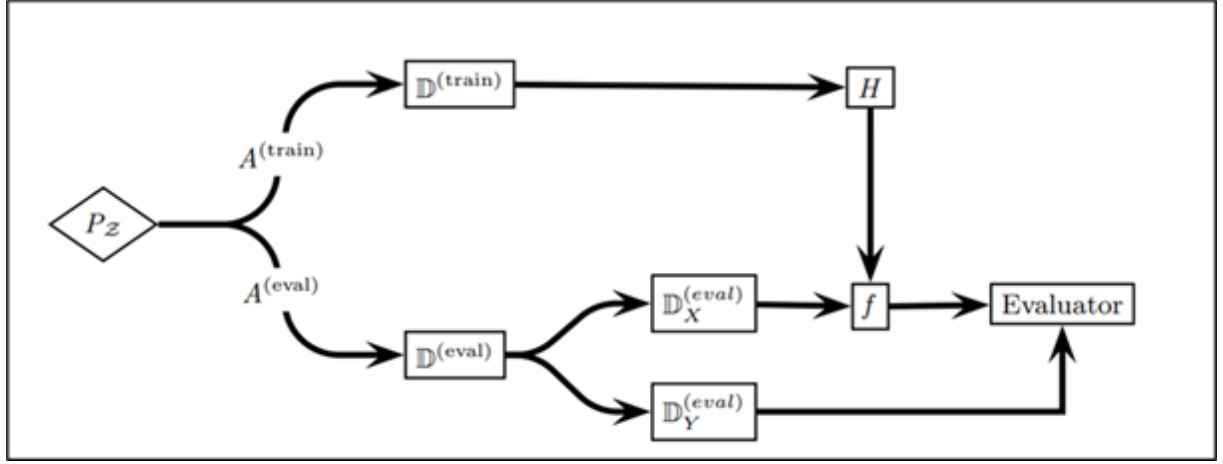 𝔻^(train)
H
A^(train)
P_𝒵
A^(eval)
𝔻_X^(eval)
f
Evaluator
𝔻^(eval)
𝔻_Y^(eval)